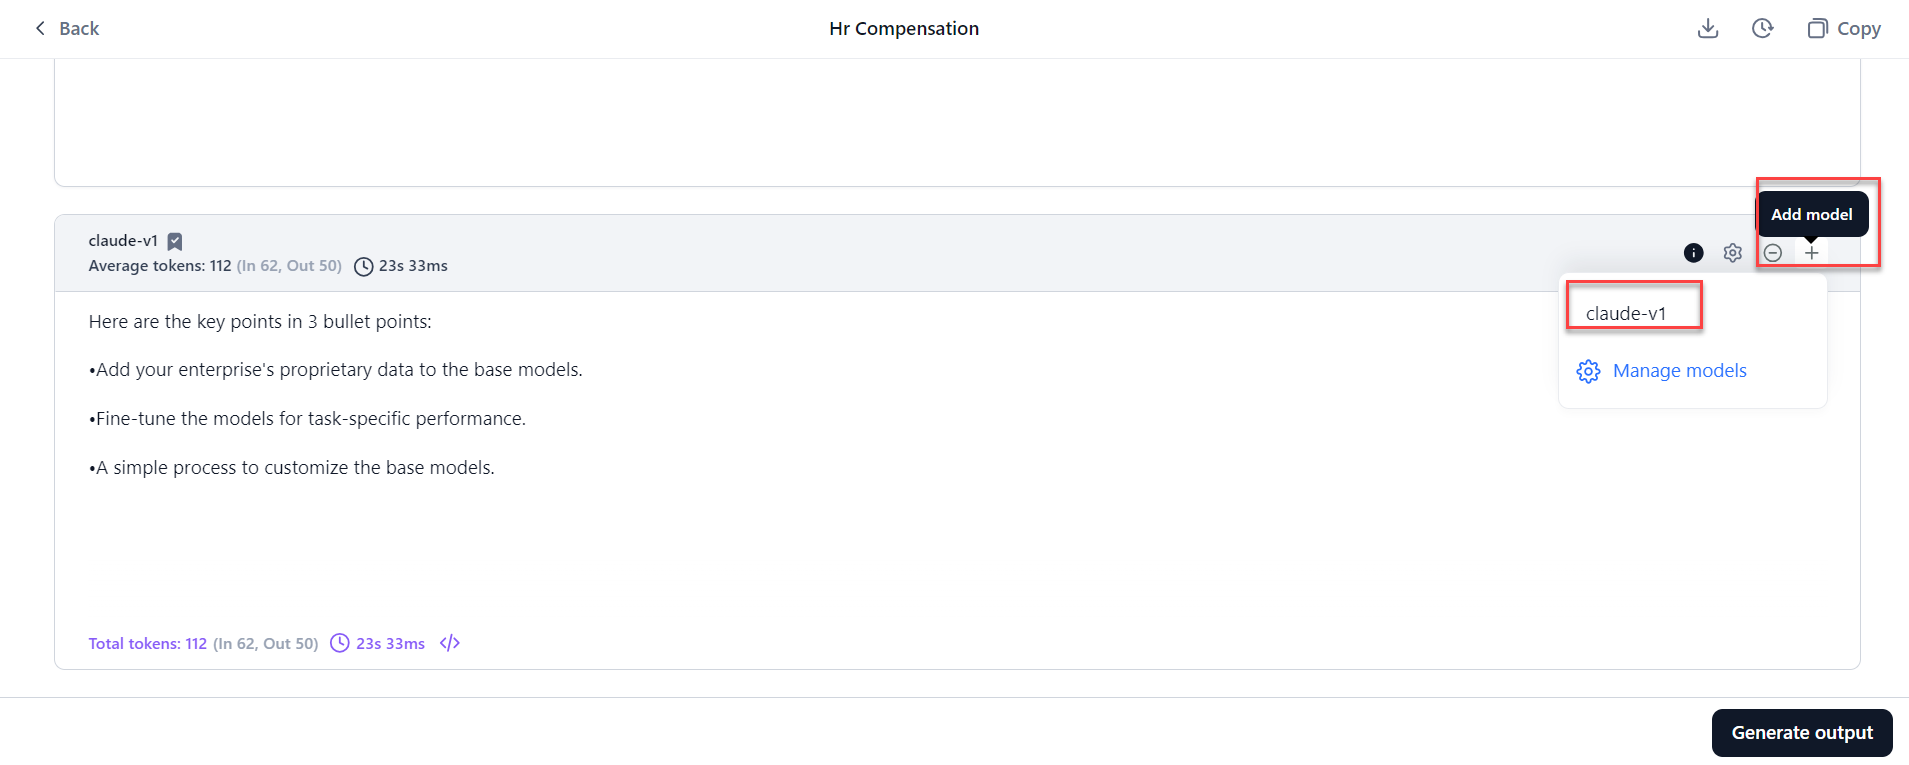 Back
Hr Compensation
Copy
Add model
claude-v1
Average tokens: 112 (In 62, Out 50) 23s 33ms
claude-v1
Manage models
Here are the key points in 3 bullet points:
•Add your enterprise's proprietary data to the base models.
•Fine-tune the models for task-specific performance.
•A simple process to customize the base models.
Total tokens: 112 (In 62, Out 50) 23s 33ms </>
Generate output